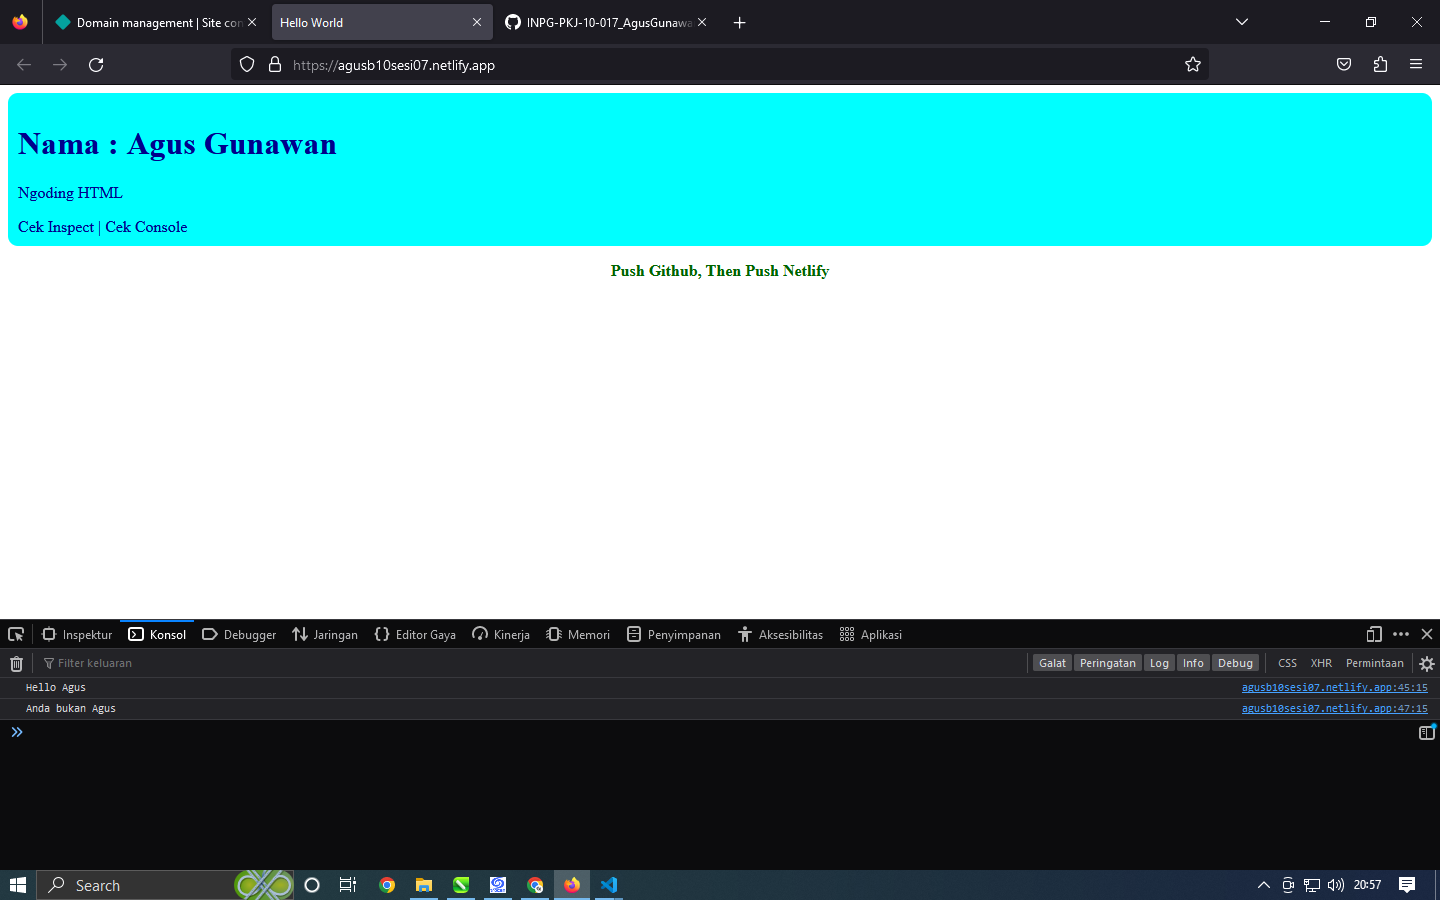 Domain management | Site con
Hello World
INPG-PKJ-10-017_AgusGunawa
https://agusb10sesi07.netlify.app
Nama : Agus Gunawan
Ngoding HTML
Cek Inspect | Cek Console
Push Github, Then Push Netlify
Inspektur
Konsol
Debugger
Jaringan
Editor Gaya
Kinerja
Memori
Penyimpanan
Aksesibilitas
Aplikasi
Filter keluaran
Galat
Peringatan
Log
Info
Debug
CSS
XHR
Permintaan
Hello Agus
agusb10sesi07.netlify.app:45:15
Anda bukan Agus
agusb10sesi07.netlify.app:47:15
Search
20:57